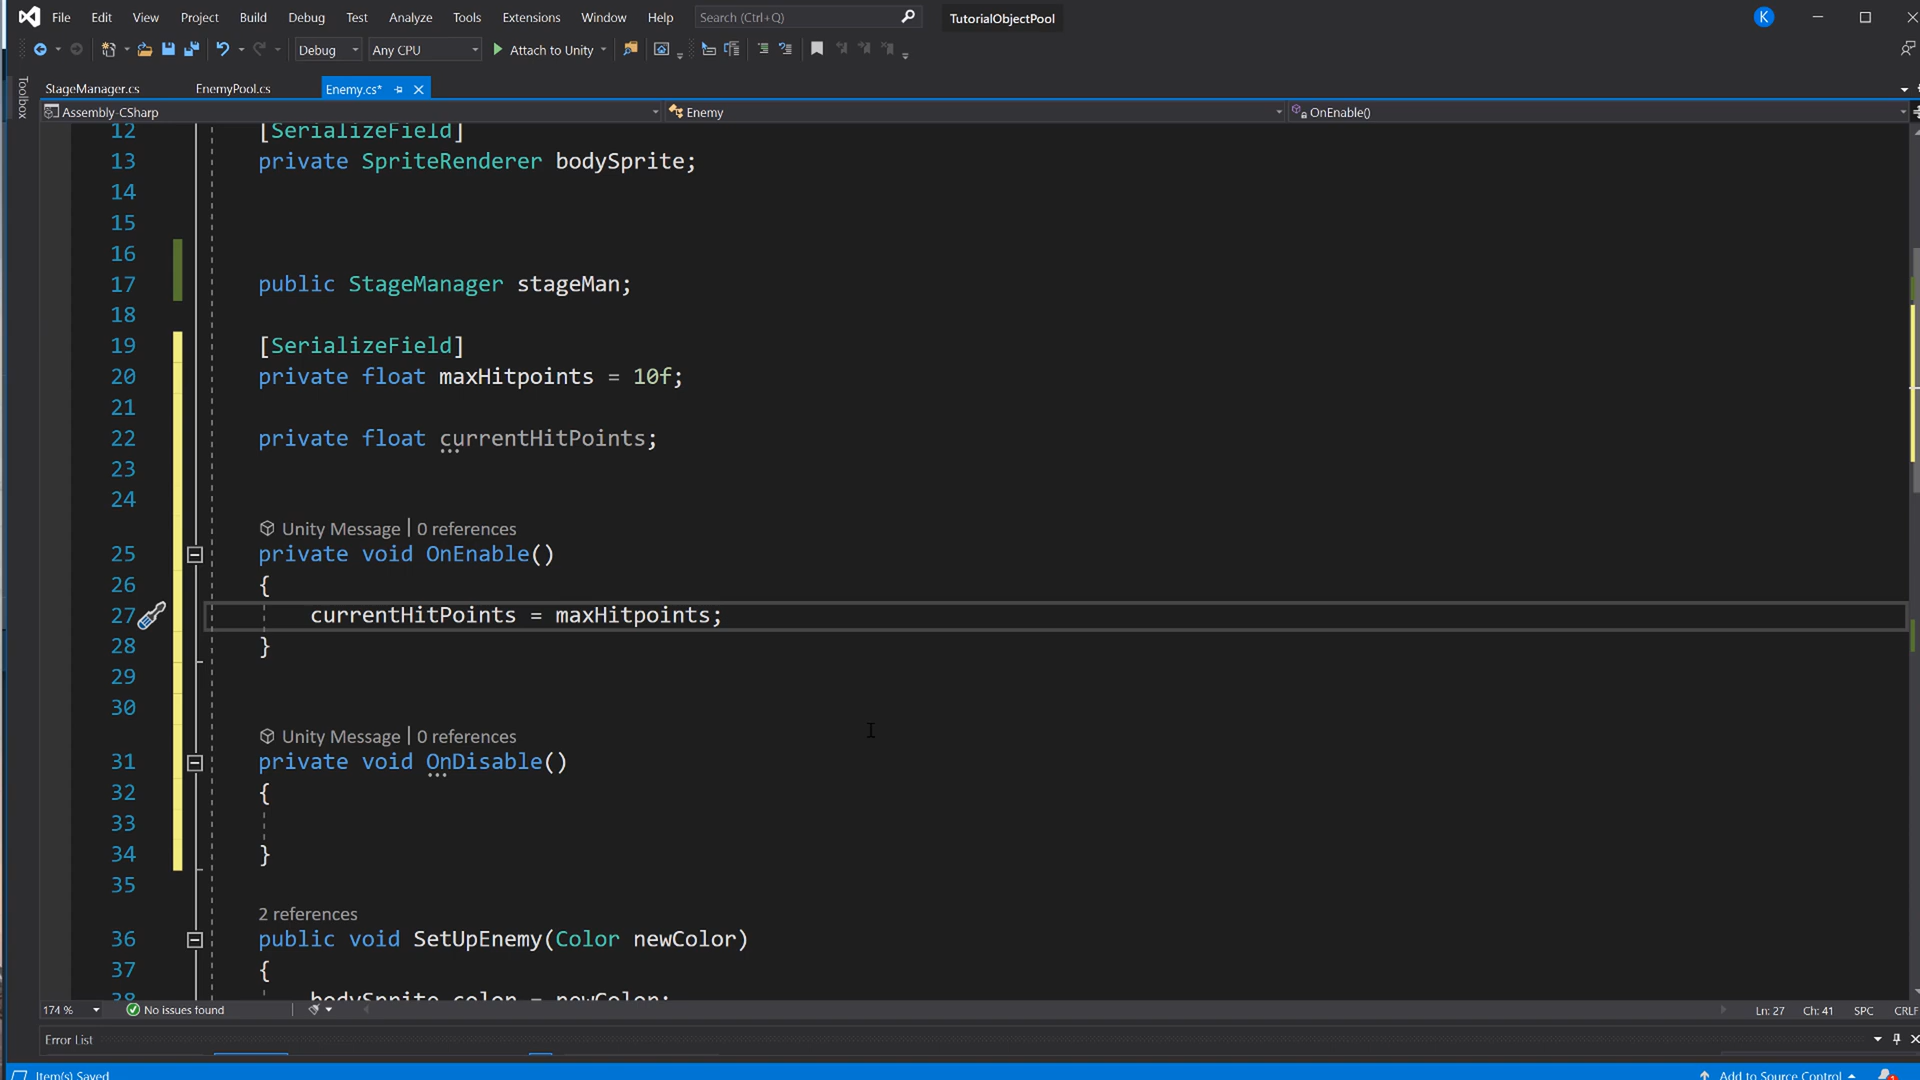 File Edit View Project Build Debug Test Analyze Tools Extensions Window Help Search (Ctrl+Q) TutorialObjectPool K
Debug Any CPU Attach to Unity
Toolbox
StageManager.cs EnemyPool.cs Enemy.cs*
Assembly-CSharp Enemy OnEnable()
12 [SerializeField]
13 private SpriteRenderer bodySprite;
14
15
16
17 public StageManager stageMan;
18
19 [SerializeField]
20 private float maxHitpoints = 10f;
21
22 private float currentHitPoints;
23
24
Unity Message | 0 references
25 private void OnEnable()
26 {
27 currentHitPoints = maxHitpoints;
28 }
29
30
Unity Message | 0 references
31 private void OnDisable()
32 {
33
34 }
35
2 references
36 public void SetUpEnemy(Color newColor)
37 {
38 bodySprite.color = newColor;
174 % No issues found Ln: 27 Ch: 41 SPC CRLF
Error List
Item(s) Saved Add to Source Control